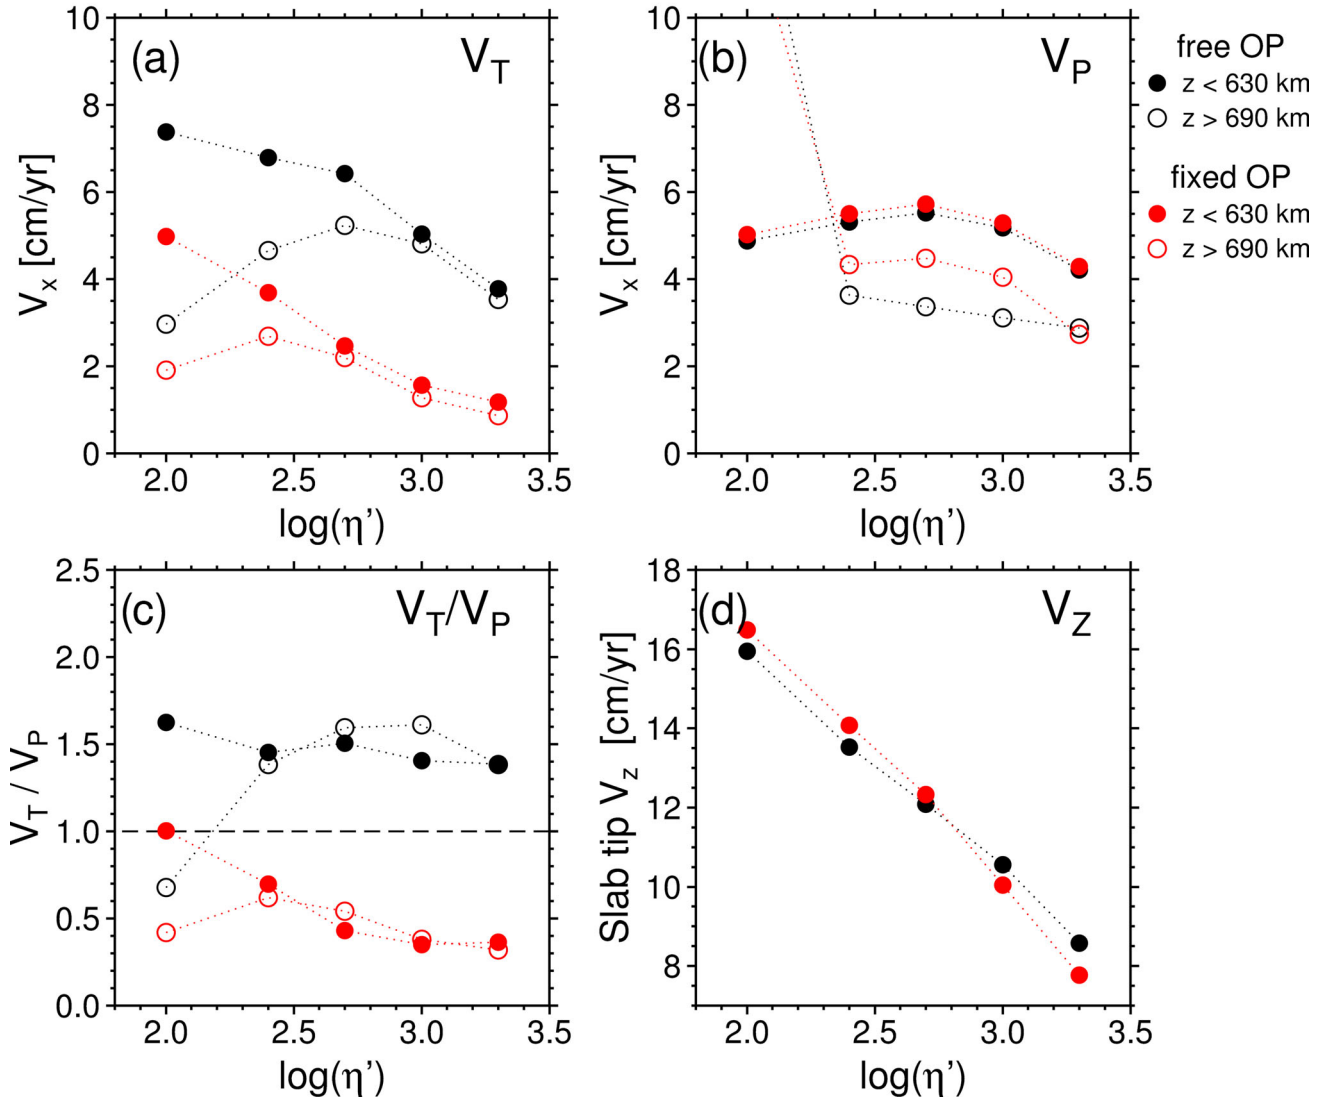 (a) V_T
10
8
6
4
2
0
V_x [cm/yr]
2.0 2.5 3.0 3.5
log(η')
(b) V_P
10
8
6
4
2
0
V_x [cm/yr]
2.0 2.5 3.0 3.5
log(η')
free OP
z < 630 km
z > 690 km
fixed OP
z < 630 km
z > 690 km
(c) V_T/V_P
2.5
2.0
1.5
1.0
0.5
0.0
V_T / V_P
2.0 2.5 3.0 3.5
log(η')
(d) V_Z
18
16
14
12
10
8
Slab tip V_z [cm/yr]
2.0 2.5 3.0 3.5
log(η')